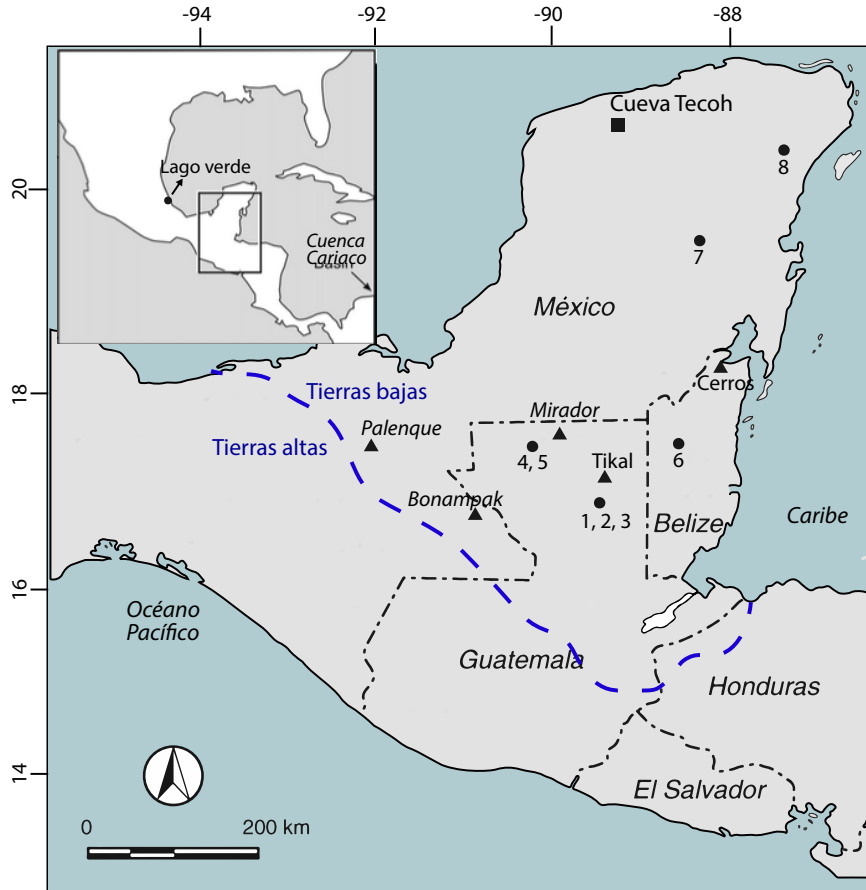 -94
-92
-90
-88
Cueva Tecoh
Lago verde
8
20
Cuenca
Cariaco
Basin
7
México
18
Tierras bajas
Cerros
Mirador
Palenque
Tierras altas
4, 5
Tikal
6
Bonampak
1, 2, 3
Belize
Caribe
16
Océano
Pacífico
Guatemala
Honduras
14
El Salvador
0
200 km